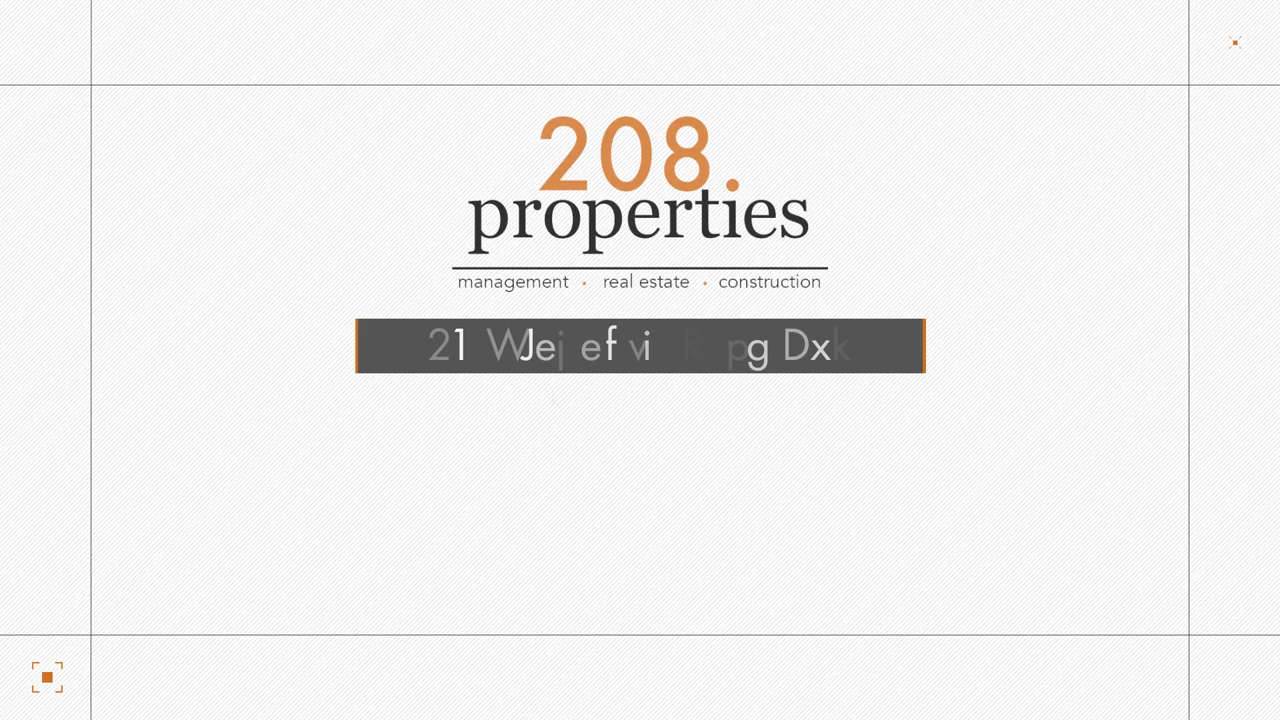 208.
properties
management • real estate • construction